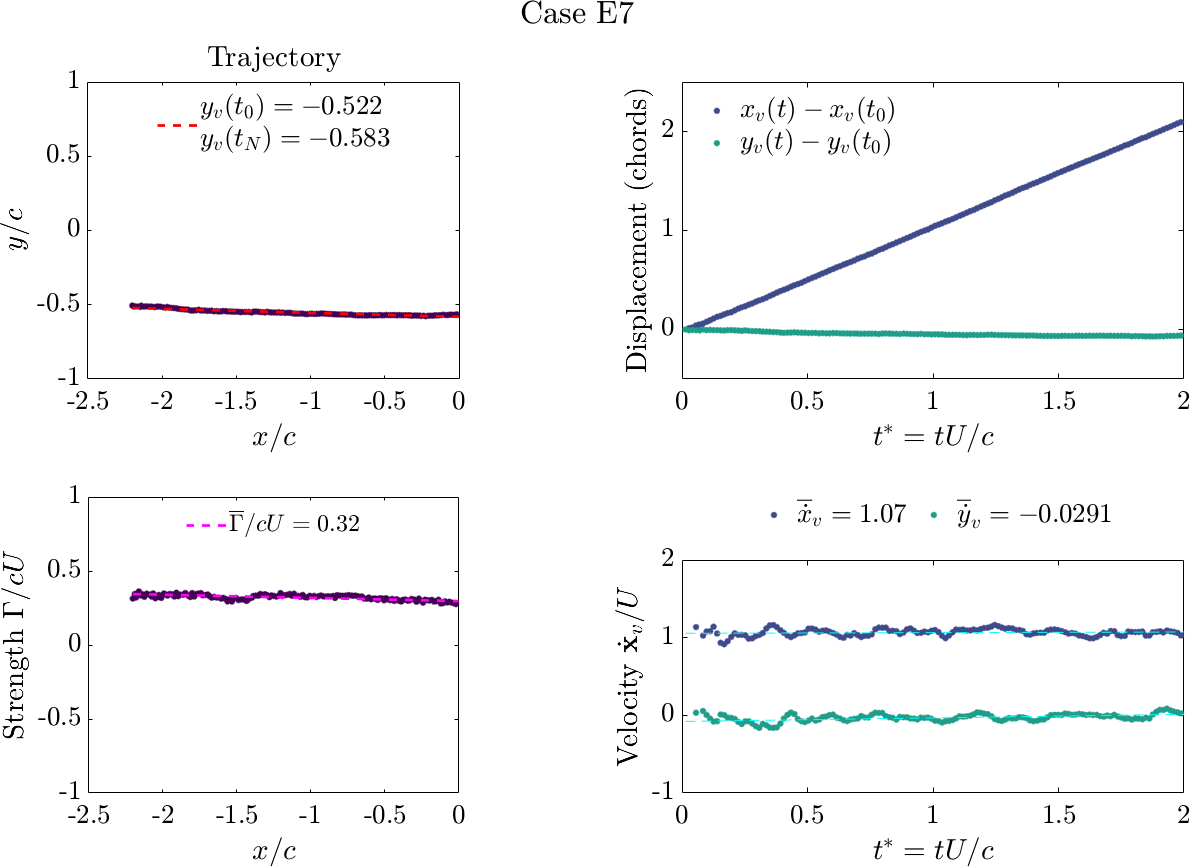 Case E7
Trajectory
y_v(t_0) = −0.522
y_v(t_N) = −0.583
1
0.5
0
-0.5
-1
y/c
-2.5 -2 -1.5 -1 -0.5 0
x/c
x_v(t) − x_v(t_0)
y_v(t) − y_v(t_0)
2
1
0
Displacement (chords)
0 0.5 1 1.5 2
t* = tU/c
Γ̅/cU = 0.32
1
0.5
0
-0.5
-1
Strength Γ/cU
-2.5 -2 -1.5 -1 -0.5 0
x/c
ẋ̅_v = 1.07 ẏ̅_v = −0.0291
2
1
0
-1
Velocity ẋ_v/U
0 0.5 1 1.5 2
t* = tU/c